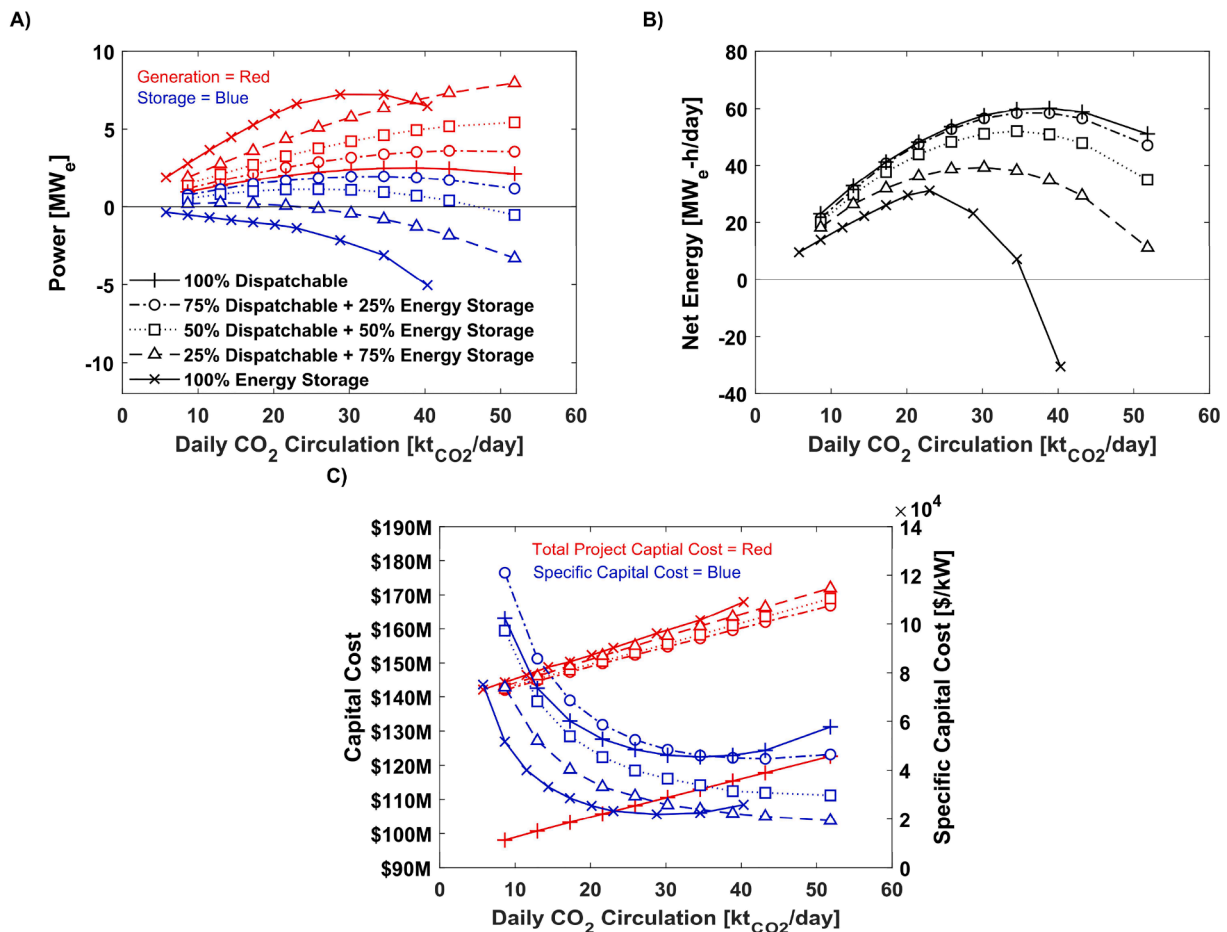 A)
10
5
0
-5
-10
Power [MWe]
Generation = Red
Storage = Blue
100% Dispatchable
75% Dispatchable + 25% Energy Storage
50% Dispatchable + 50% Energy Storage
25% Dispatchable + 75% Energy Storage
100% Energy Storage
0 10 20 30 40 50 60
Daily CO2 Circulation [ktCO2/day]
B)
80
60
40
20
0
-20
-40
Net Energy [MWe-h/day]
0 10 20 30 40 50 60
Daily CO2 Circulation [ktCO2/day]
C)
$190M
$180M
$170M
$160M
$150M
$140M
$130M
$120M
$110M
$100M
$90M
Capital Cost
Total Project Captial Cost = Red
Specific Capital Cost = Blue
× 10^4
14
12
10
8
6
4
2
0
Specific Capital Cost [$/kW]
0 10 20 30 40 50 60
Daily CO2 Circulation [ktCO2/day]